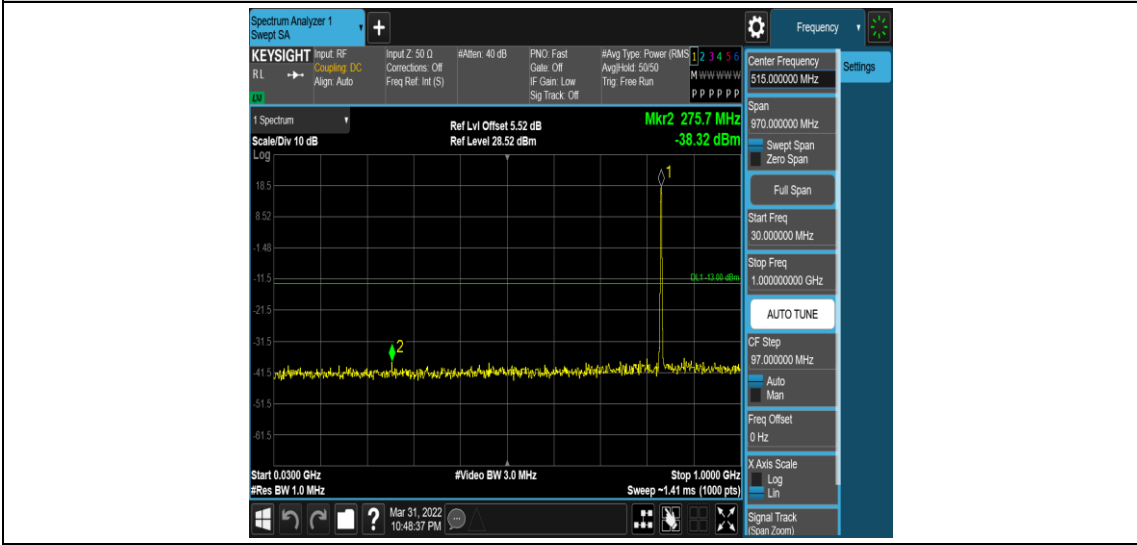 Spectrum Analyzer 1
Swept SA
+
Frequency
KEYSIGHT
RL
LXI
Input: RF
Coupling: DC
Align: Auto
Input Z: 50 Ω
Corrections: Off
Freq Ref: Int (S)
#Atten: 40 dB
PNO: Fast
Gate: Off
IF Gain: Low
Sig Track: Off
#Avg Type: Power (RMS
Avg|Hold: 50/50
Trig: Free Run
1 2 3 4 5 6
M W W W W W
P P P P P P
1 Spectrum
Scale/Div 10 dB
Log
Ref Lvl Offset 5.52 dB
Ref Level 28.52 dBm
Mkr2 275.7 MHz
-38.32 dBm
18.5
8.52
-1.48
-11.5
-21.5
-31.5
-41.5
-51.5
-61.5
1
DL1 -13.00 dBm
2
Start 0.0300 GHz
#Res BW 1.0 MHz
#Video BW 3.0 MHz
Stop 1.0000 GHz
Sweep ~1.41 ms (1000 pts)
?
Mar 31, 2022
10:48:37 PM
Center Frequency
515.000000 MHz
Span
970.000000 MHz
Swept Span
Zero Span
Full Span
Start Freq
30.000000 MHz
Stop Freq
1.000000000 GHz
AUTO TUNE
CF Step
97.000000 MHz
Auto
Man
Freq Offset
0 Hz
X Axis Scale
Log
Lin
Signal Track
(Span Zoom)
Settings